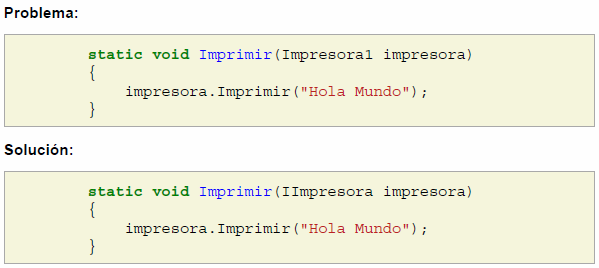 Problema:
static void Imprimir(Impresora1 impresora)
{
impresora.Imprimir("Hola Mundo");
}
Solución:
static void Imprimir(IImpresora impresora)
{
impresora.Imprimir("Hola Mundo");
}